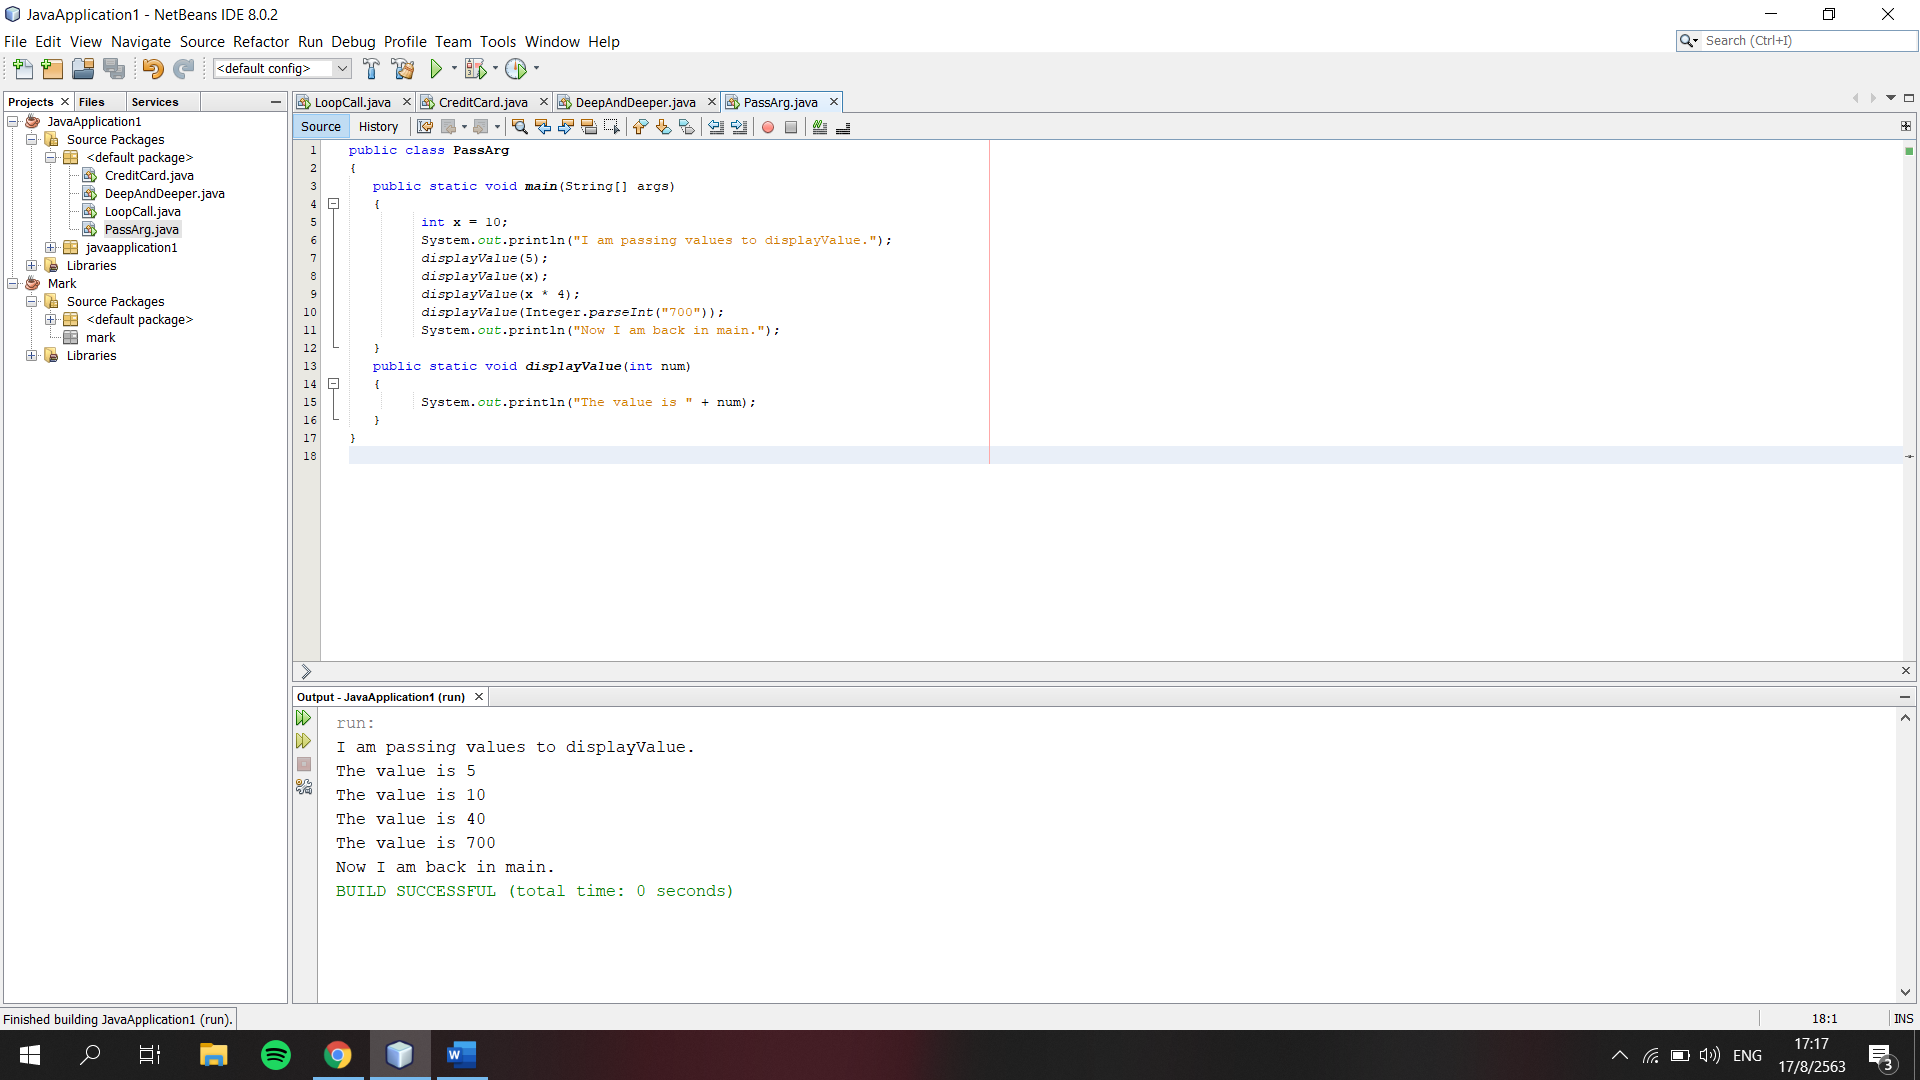 JavaApplication1 - NetBeans IDE 8.0.2
File Edit View Navigate Source Refactor Run Debug Profile Team Tools Window Help
Search (Ctrl+I)
<default config>
Projects Files Services
JavaApplication1
Source Packages
<default package>
CreditCard.java
DeepAndDeeper.java
LoopCall.java
PassArg.java
javaapplication1
Libraries
Mark
Source Packages
<default package>
mark
Libraries
LoopCall.java CreditCard.java DeepAndDeeper.java PassArg.java
Source History
1 public class PassArg
2 {
3 public static void main(String[] args)
4 {
5 int x = 10;
6 System.out.println("I am passing values to displayValue.");
7 displayValue(5);
8 displayValue(x);
9 displayValue(x * 4);
10 displayValue(Integer.parseInt("700"));
11 System.out.println("Now I am back in main.");
12 }
13 public static void displayValue(int num)
14 {
15 System.out.println("The value is " + num);
16 }
17 }
18
Output - JavaApplication1 (run)
run:
I am passing values to displayValue.
The value is 5
The value is 10
The value is 40
The value is 700
Now I am back in main.
BUILD SUCCESSFUL (total time: 0 seconds)
Finished building JavaApplication1 (run).
18:1 INS
W
ENG
17:17
17/8/2563
3